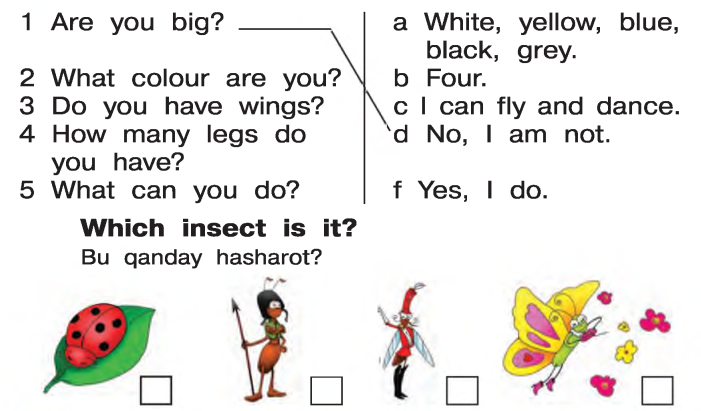 1 Are you big?
2 What colour are you?
3 Do you have wings?
4 How many legs do
you have?
5 What can you do?
a White, yellow, blue,
black, grey.
b Four.
c I can fly and dance.
d No, I am not.
f Yes, I do.
Which insect is it?
Bu qanday hasharot?